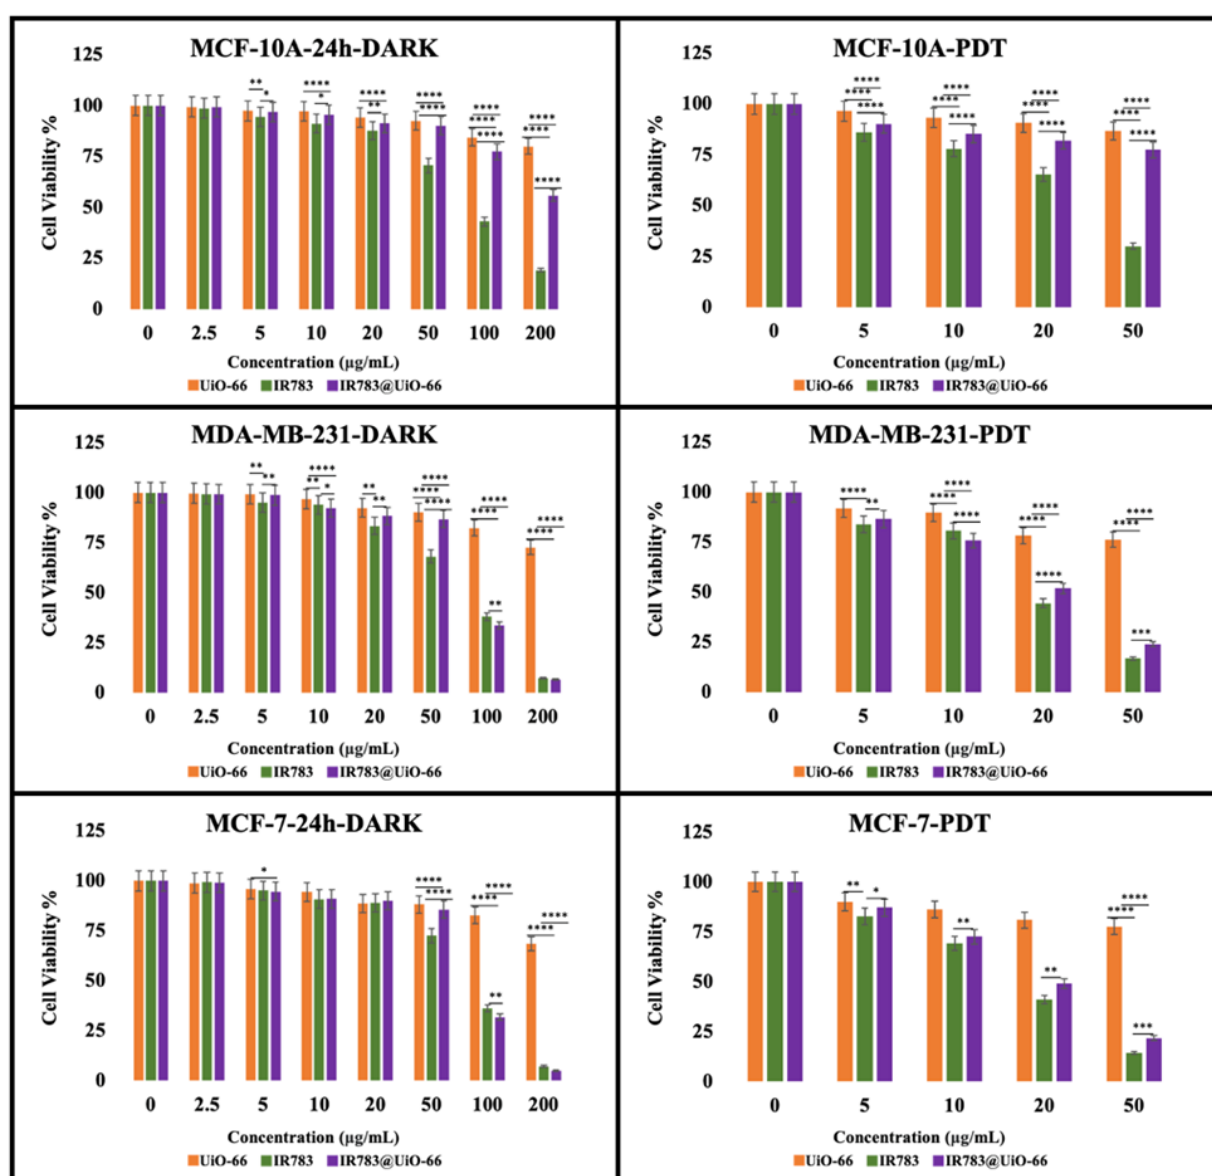 MCF-10A-24h-DARK
125
** **** **** **** **** ****
* * ** **** **** ****
**** ****
100
75
50
25
0
Cell Viability %
0 2.5 5 10 20 50 100 200
Concentration (µg/mL)
UiO-66 IR783 IR783@UiO-66
MCF-10A-PDT
125
**** **** **** ****
**** **** **** ****
**** **** **** ****
100
75
50
25
0
Cell Viability %
0 5 10 20 50
Concentration (µg/mL)
UiO-66 IR783 IR783@UiO-66
MDA-MB-231-DARK
125
** **** ** **** **** ****
** ** ** **** **** ****
* **** **
100
75
50
25
0
Cell Viability %
0 2.5 5 10 20 50 100 200
Concentration (µg/mL)
UiO-66 IR783 IR783@UiO-66
MDA-MB-231-PDT
125
**** **** **** ****
** **** **** ****
**** **** ***
100
75
50
25
0
Cell Viability %
0 5 10 20 50
Concentration (µg/mL)
UiO-66 IR783 IR783@UiO-66
MCF-7-24h-DARK
125
* **** **** ****
**** **** ****
**
100
75
50
25
0
Cell Viability %
0 2.5 5 10 20 50 100 200
Concentration (µg/mL)
UiO-66 IR783 IR783@UiO-66
MCF-7-PDT
125
** * ** ** ****
****
***
100
75
50
25
0
Cell Viability %
0 5 10 20 50
Concentration (µg/mL)
UiO-66 IR783 IR783@UiO-66